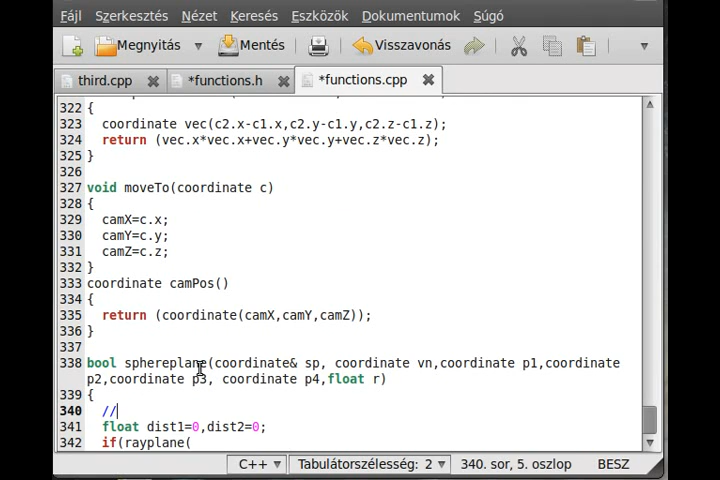 Fájl Szerkesztés Nézet Keresés Eszközök Dokumentumok Súgó
Megnyitás Mentés Visszavonás
third.cpp *functions.h *functions.cpp
322 {
323 coordinate vec(c2.x-c1.x,c2.y-c1.y,c2.z-c1.z);
324 return (vec.x*vec.x+vec.y*vec.y+vec.z*vec.z);
325 }
326
327 void moveTo(coordinate c)
328 {
329 camX=c.x;
330 camY=c.y;
331 camZ=c.z;
332 }
333 coordinate camPos()
334 {
335 return (coordinate(camX,camY,camZ));
336 }
337
338 bool sphereplane(coordinate& sp, coordinate vn,coordinate p1,coordinate
p2,coordinate p3, coordinate p4,float r)
339 {
340 //
341 float dist1=0,dist2=0;
342 if(rayplane(
C++ Tabulátorszélesség: 2 340. sor, 5. oszlop BESZ